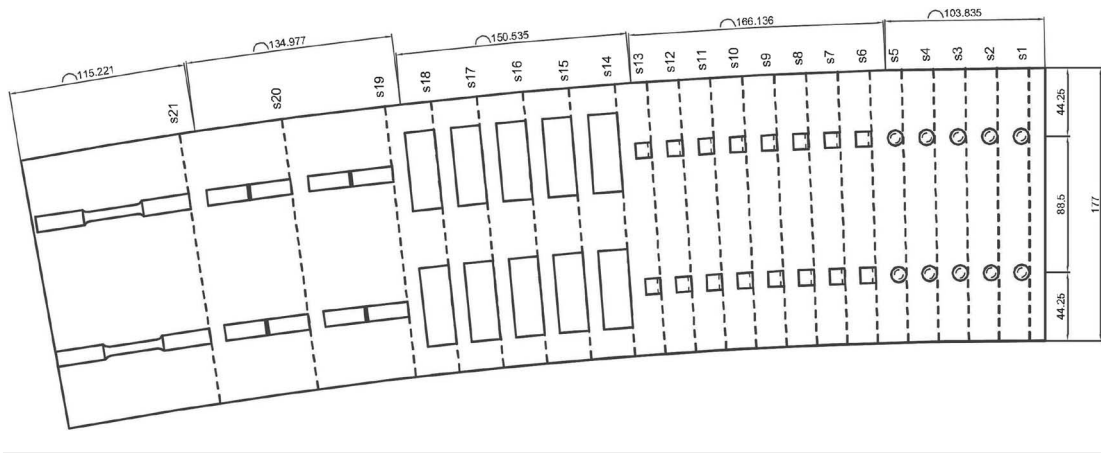 ⌒115.221
⌒134.977
⌒150.535
⌒166.136
⌒103.835
s21
s20
s19
s18
s17
s16
s15
s14
s13
s12
s11
s10
s9
s8
s7
s6
s5
s4
s3
s2
s1
44.25
88.5
44.25
177